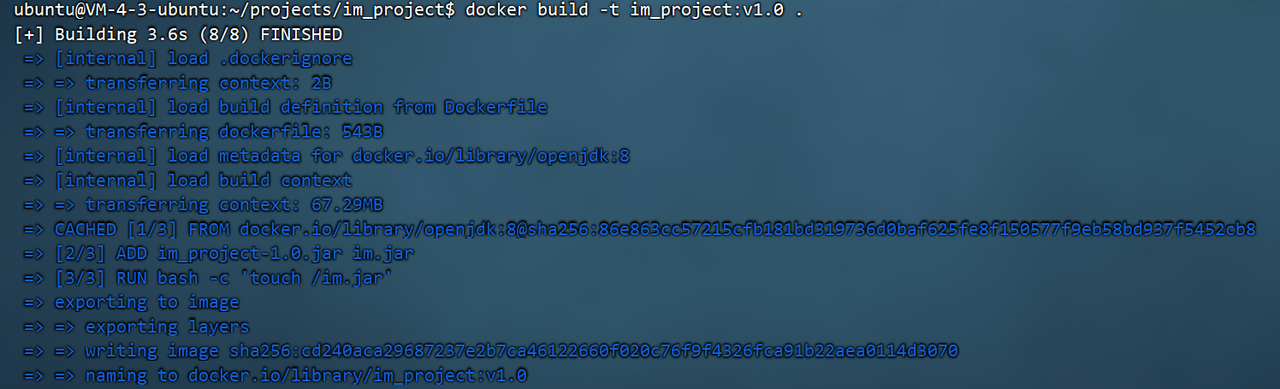 ubuntu@VM-4-3-ubuntu:~/projects/im_project$ docker build -t im_project:v1.0 .
[+] Building 3.6s (8/8) FINISHED
=> [internal] load .dockerignore
=> => transferring context: 2B
=> [internal] load build definition from Dockerfile
=> => transferring dockerfile: 543B
=> [internal] load metadata for docker.io/library/openjdk:8
=> [internal] load build context
=> => transferring context: 67.29MB
=> CACHED [1/3] FROM docker.io/library/openjdk:8@sha256:86e863cc57215cfb181bd319736d0baf625fe8f150577f9eb58bd937f5452cb8
=> [2/3] ADD im_project-1.0.jar im.jar
=> [3/3] RUN bash -c 'touch /im.jar'
=> exporting to image
=> => exporting layers
=> => writing image sha256:cd240aca29687237e2b7ca46122660f020c76f9f4326fca91b22aea0114d3070
=> => naming to docker.io/library/im_project:v1.0